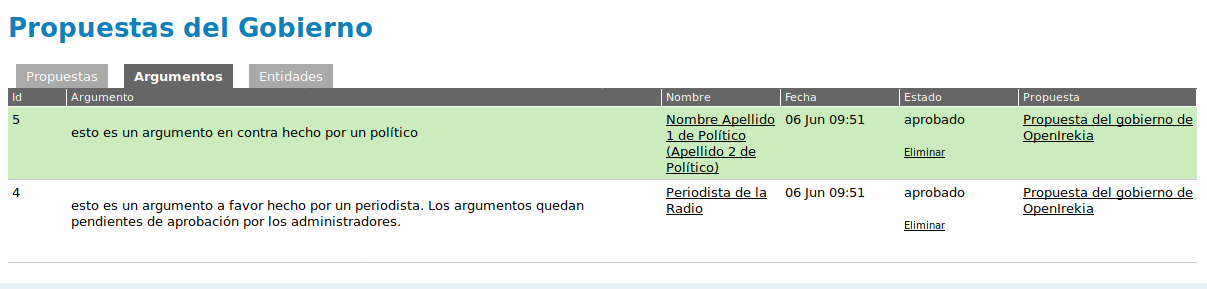 Propuestas del Gobierno
Propuestas Argumentos Entidades
Id Argumento Nombre Fecha Estado Propuesta
5
esto es un argumento en contra hecho por un político
Nombre Apellido
1 de Político
(Apellido 2 de
Político)
06 Jun 09:51
aprobado
Eliminar
Propuesta del gobierno de
OpenIrekia
4
esto es un argumento a favor hecho por un periodista. Los argumentos quedan
pendientes de aprobación por los administradores.
Periodista de la
Radio
06 Jun 09:51
aprobado
Eliminar
Propuesta del gobierno de
OpenIrekia